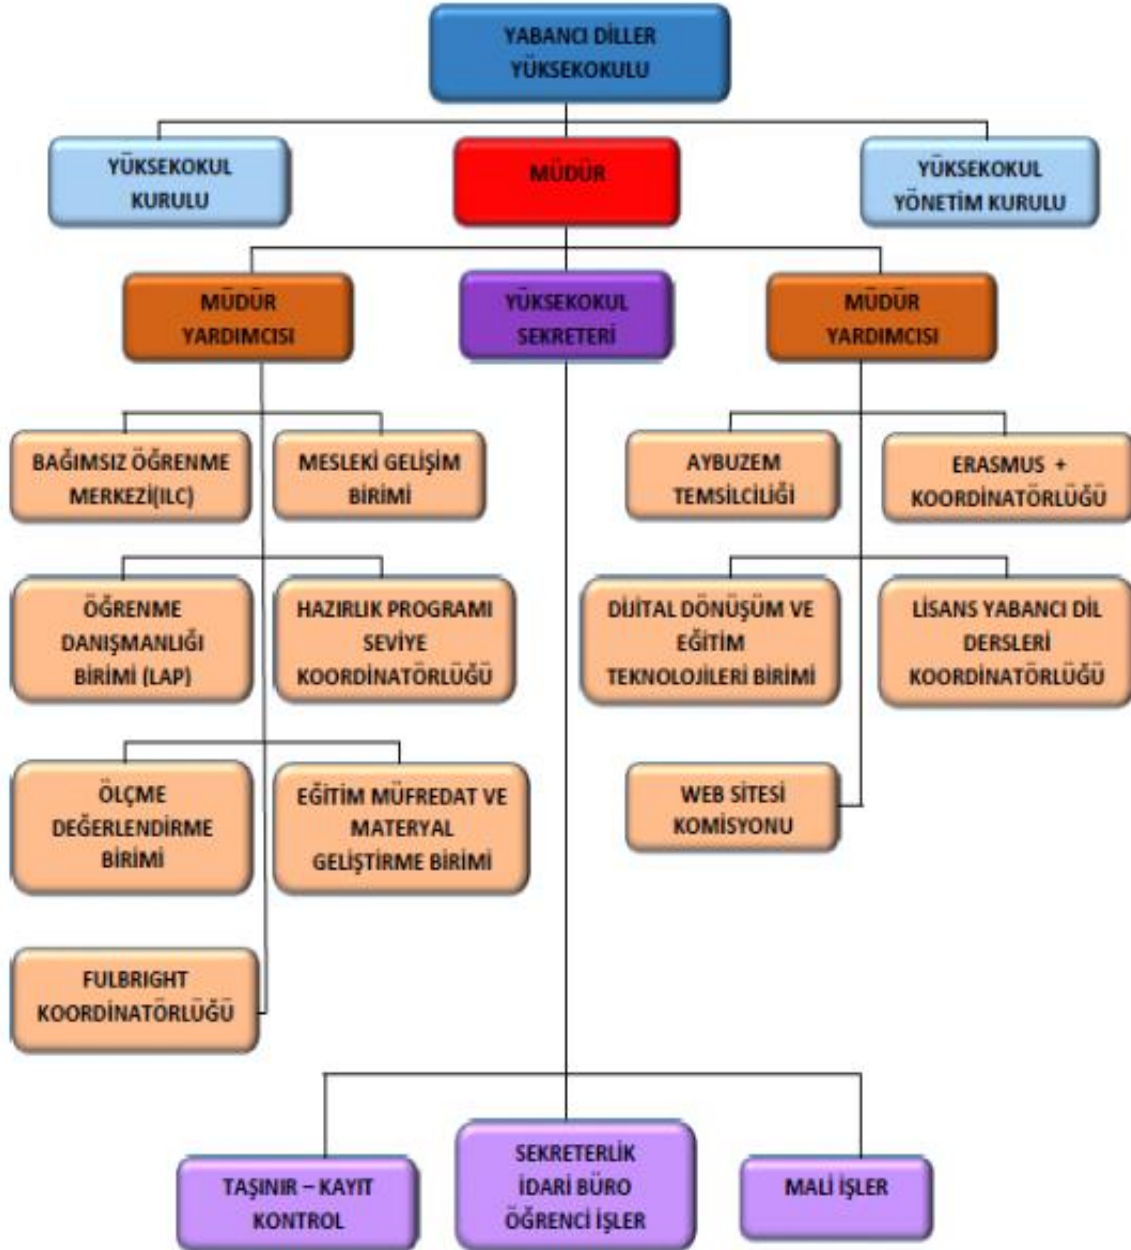 YABANCI DİLLER
YÜKSEKOKULU
YÜKSEKOKUL
KURULU
MÜDÜR
YÜKSEKOKUL
YÖNETİM KURULU
MÜDÜR
YARDIMCISI
YÜKSEKOKUL
SEKRETERİ
MÜDÜR
YARDIMCISI
BAĞIMSIZ ÖĞRENME
MERKEZİ(ILC)
MESLEKİ GELİŞİM
BİRİMİ
AYBUZEM
TEMSİLCİLİĞİ
ERASMUS +
KOORDİNATÖRLÜĞÜ
ÖĞRENME
DANIŞMANLIĞI
BİRİMİ (LAP)
HAZIRLIK PROGRAMI
SEVİYE
KOORDİNATÖRLÜĞÜ
DİJİTAL DÖNÜŞÜM VE
EĞİTİM
TEKNOLOJİLERİ BİRİMİ
LİSANS YABANCI DİL
DERSLERİ
KOORDİNATÖRLÜĞÜ
ÖLÇME
DEĞERLENDİRME
BİRİMİ
EĞİTİM MÜFREDAT VE
MATERYAL
GELİŞTİRME BİRİMİ
WEB SİTESİ
KOMİSYONU
FULBRIGHT
KOORDİNATÖRLÜĞÜ
TAŞINIR – KAYIT
KONTROL
SEKRETERLİK
İDARİ BÜRO
ÖĞRENCİ İŞLER
MALİ İŞLER